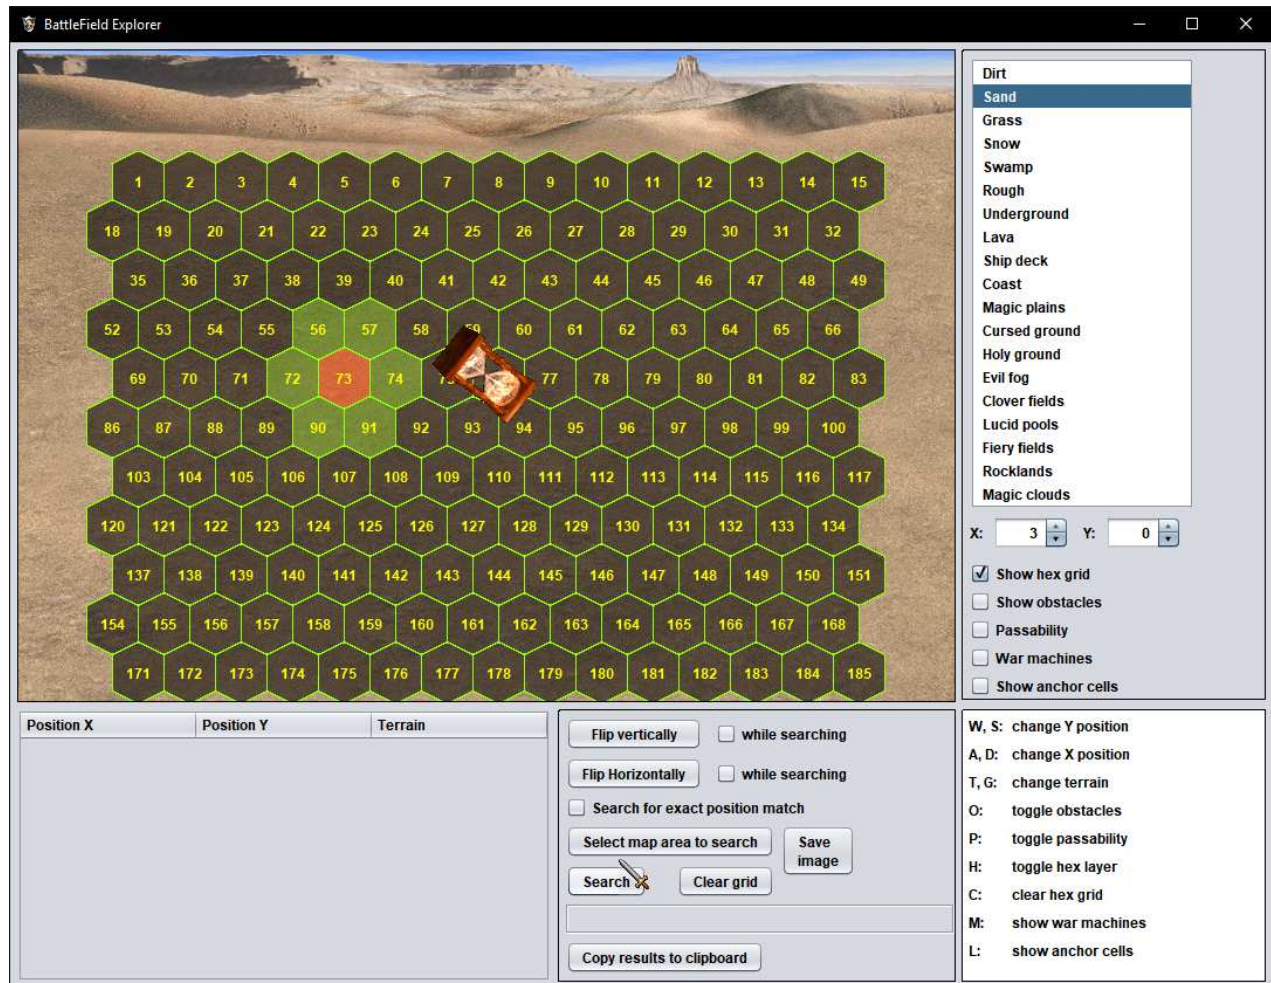 BattleField Explorer
1 2 3 4 5 6 7 8 9 10 11 12 13 14 15
18 19 20 21 22 23 24 25 26 27 28 29 30 31 32
35 36 37 38 39 40 41 42 43 44 45 46 47 48 49
52 53 54 55 56 57 58 59 60 61 62 63 64 65 66
69 70 71 72 73 74 77 78 79 80 81 82 83
86 87 88 89 90 91 92 93 94 95 96 97 98 99 100
103 104 105 106 107 108 109 110 111 112 113 114 115 116 117
120 121 122 123 124 125 126 127 128 129 130 131 132 133 134
137 138 139 140 141 142 143 144 145 146 147 148 149 150 151
154 155 156 157 158 159 160 161 162 163 164 165 166 167 168
171 172 173 174 175 176 177 178 179 180 181 182 183 184 185
Dirt
Sand
Grass
Snow
Swamp
Rough
Underground
Lava
Ship deck
Coast
Magic plains
Cursed ground
Holy ground
Evil fog
Clover fields
Lucid pools
Fiery fields
Rocklands
Magic clouds
X: 3 Y: 0
Show hex grid
Show obstacles
Passability
War machines
Show anchor cells
Position X Position Y Terrain
Flip vertically while searching
Flip Horizontally while searching
Search for exact position match
Select map area to search
Save
image
Search Clear grid
Copy results to clipboard
W, S: change Y position
A, D: change X position
T, G: change terrain
O: toggle obstacles
P: toggle passability
H: toggle hex layer
C: clear hex grid
M: show war machines
L: show anchor cells